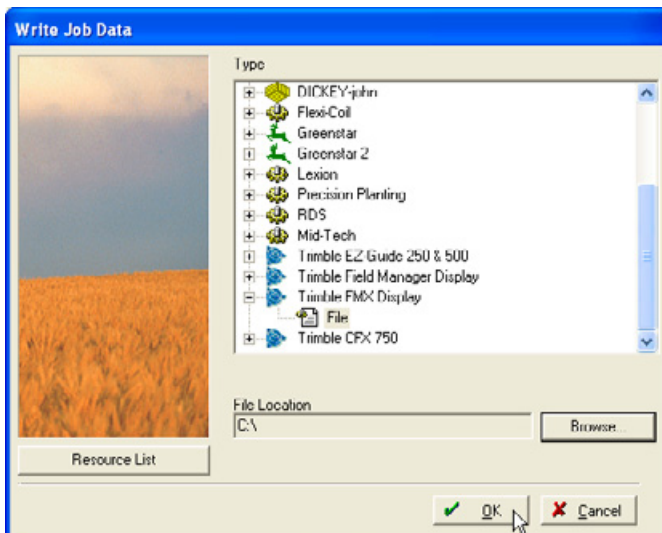 Write Job Data
Type
DICKEY-john
Flexi-Coil
Greenstar
Greenstar 2
Lexion
Precision Planting
RDS
Mid-Tech
Trimble EZ-Guide 250 & 500
Trimble Field Manager Display
Trimble FMX Display
File
Trimble CFX 750
File Location
C:\
Browse...
Resource List
OK
Cancel